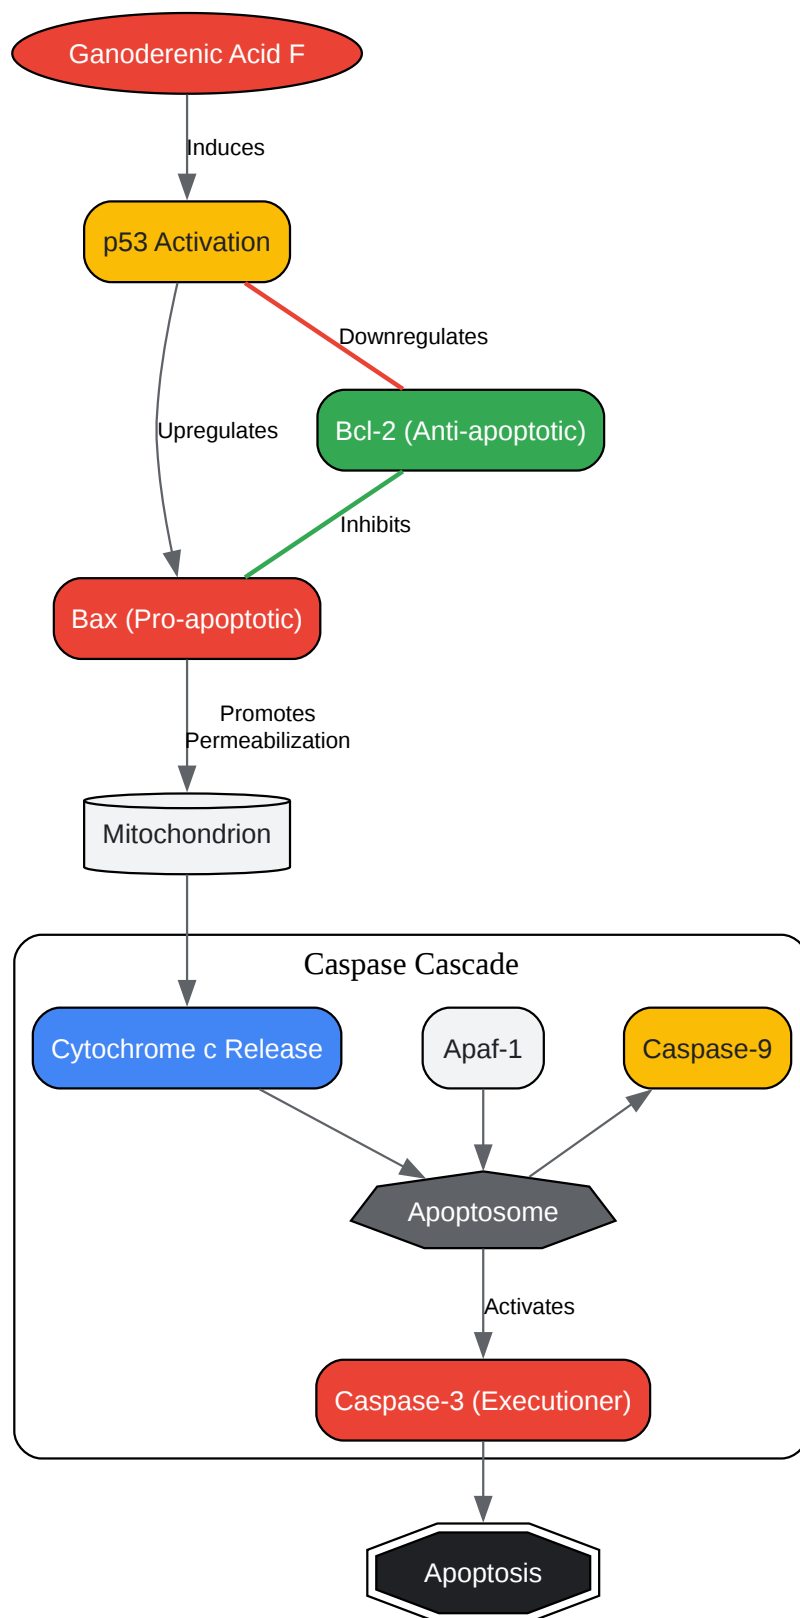 Ganoderenic Acid F
Induces
p53 Activation
Downregulates
Upregulates
Bcl-2 (Anti-apoptotic)
Inhibits
Bax (Pro-apoptotic)
Promotes
Permeabilization
Mitochondrion
Caspase Cascade
Cytochrome c Release
Apaf-1
Caspase-9
Apoptosome
Activates
Caspase-3 (Executioner)
Apoptosis